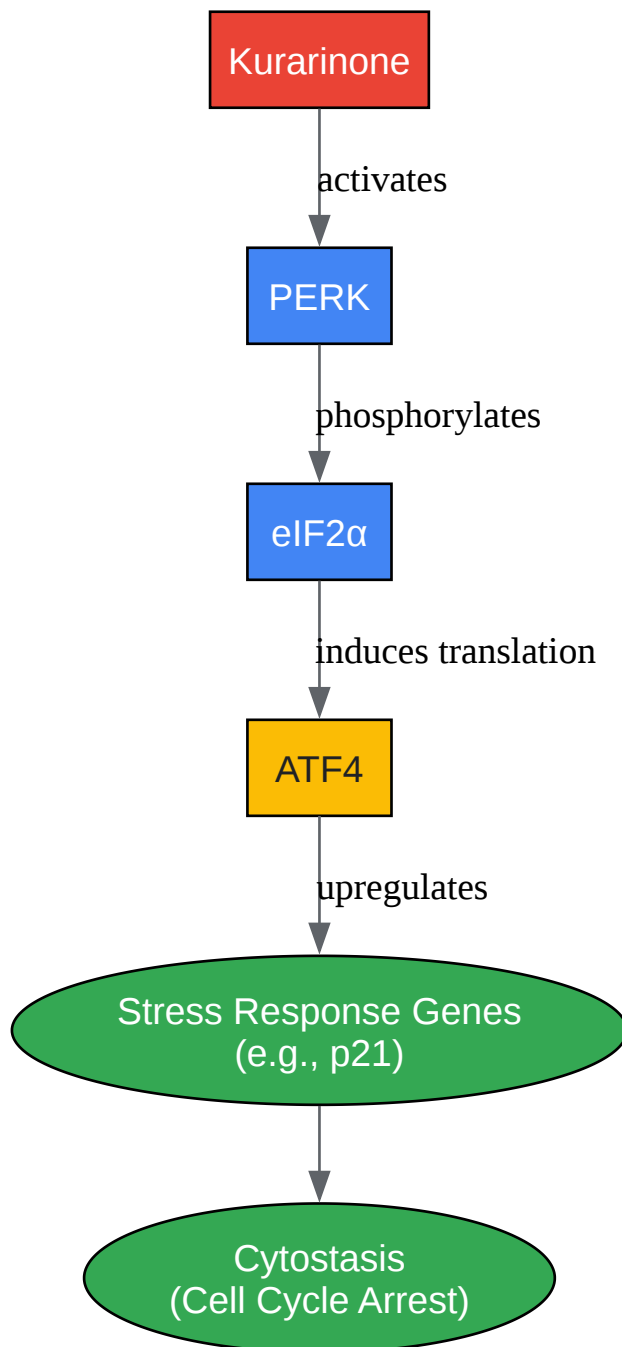 Kurarinone
activates
PERK
phosphorylates
eIF2α
induces translation
ATF4
upregulates
Stress Response Genes
(e.g., p21)
Cytostasis
(Cell Cycle Arrest)